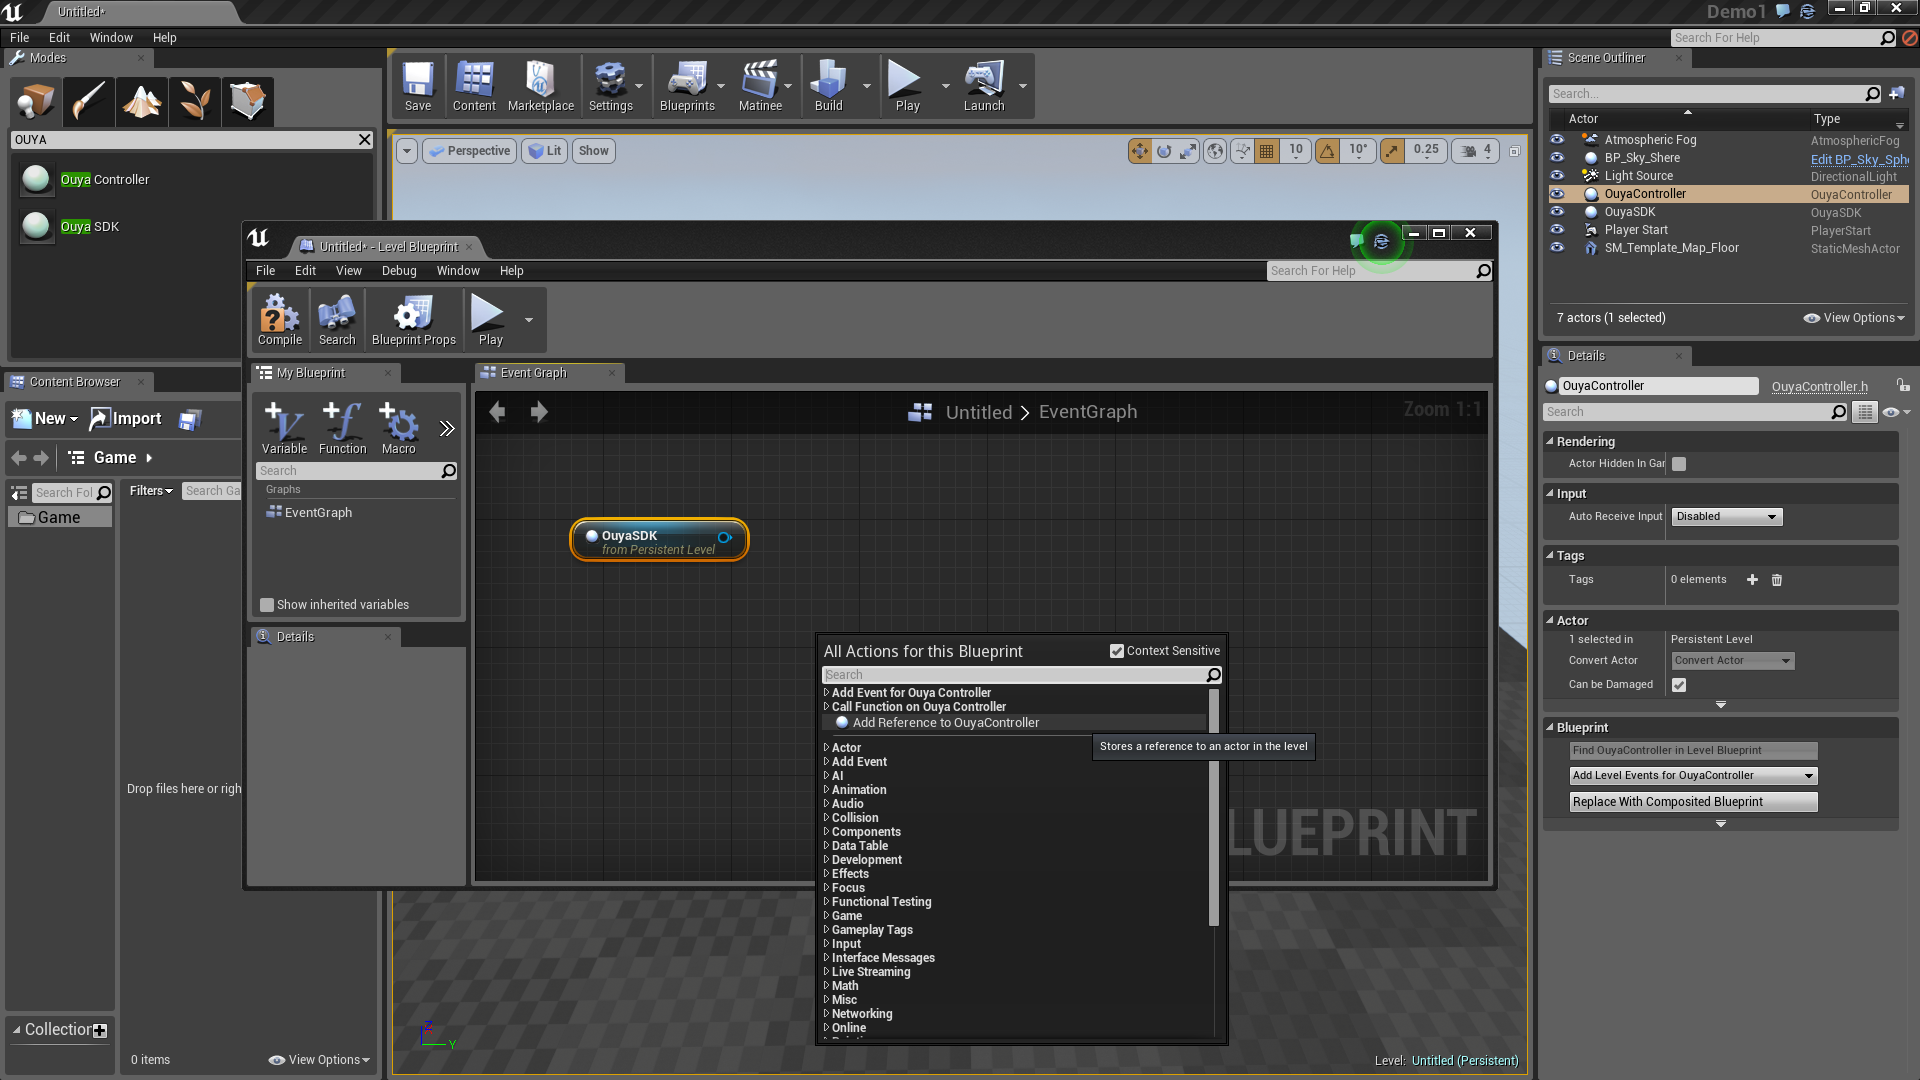 Untitled*
Demo1
File Edit Window Help
Search For Help
Modes
OUYA
Ouya Controller
Ouya SDK
Save
Content
Marketplace
Settings
Blueprints
Matinee
Build
Play
Launch
Perspective
Lit
Show
10
10°
0.25
4
Scene Outliner
Search...
Actor Type
Atmospheric Fog AtmosphericFog
BP_Sky_Shere Edit BP_Sky_Sph
Light Source DirectionalLight
OuyaController OuyaController
OuyaSDK OuyaSDK
Player Start PlayerStart
SM_Template_Map_Floor StaticMeshActor
7 actors (1 selected)
View Options
Untitled* - Level Blueprint
File Edit View Debug Window Help
Search For Help
Compile
Search
Blueprint Props
Play
My Blueprint
Variable
Function
Macro
Search
Graphs
EventGraph
Show inherited variables
Details
Event Graph
Untitled > EventGraph
Zoom 1:1
OuyaSDK
from Persistent Level
LUEPRINT
All Actions for this Blueprint
Context Sensitive
Search
Add Event for Ouya Controller
Call Function on Ouya Controller
Add Reference to OuyaController
Stores a reference to an actor in the level
Actor
Add Event
AI
Animation
Audio
Collision
Components
Data Table
Development
Effects
Focus
Functional Testing
Game
Gameplay Tags
Input
Interface Messages
Live Streaming
Math
Misc
Networking
Online
Content Browser
New
Import
Game
Search Fol
Filters
Search Ga
Game
Drop files here or righ
Collection
0 items
View Options
Z
Y
Level: Untitled (Persistent)
Details
OuyaController
OuyaController.h
Search
Rendering
Actor Hidden In Gar
Input
Auto Receive Input Disabled
Tags
Tags 0 elements
Actor
1 selected in Persistent Level
Convert Actor Convert Actor
Can be Damaged
Blueprint
Find OuyaController in Level Blueprint
Add Level Events for OuyaController
Replace With Composited Blueprint